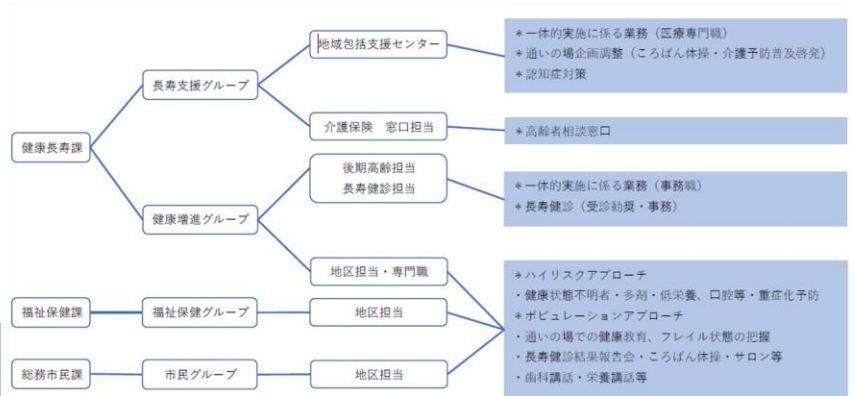 健康長寿課
長寿支援グループ
地域包括支援センター
＊一体的実施に係る業務（医療専門職）
＊通いの場企画調整（ころばん体操・介護予防普及啓発）
＊認知症対策
介護保険　窓口担当
＊高齢者相談窓口
健康増進グループ
後期高齢担当
長寿健診担当
＊一体的実施に係る業務（事務職）
＊長寿健診（受診勧奨・事務）
地区担当・専門職
福祉保健課
福祉保健グループ
地区担当
総務市民課
市民グループ
地区担当
＊ハイリスクアプローチ
・健康状態不明者・多剤・低栄養、口腔等・重症化予防
＊ポピュレーションアプローチ
・通いの場での健康教育、フレイル状態の把握
・長寿健診結果報告会・ころばん体操・サロン等
・歯科講話・栄養講話等